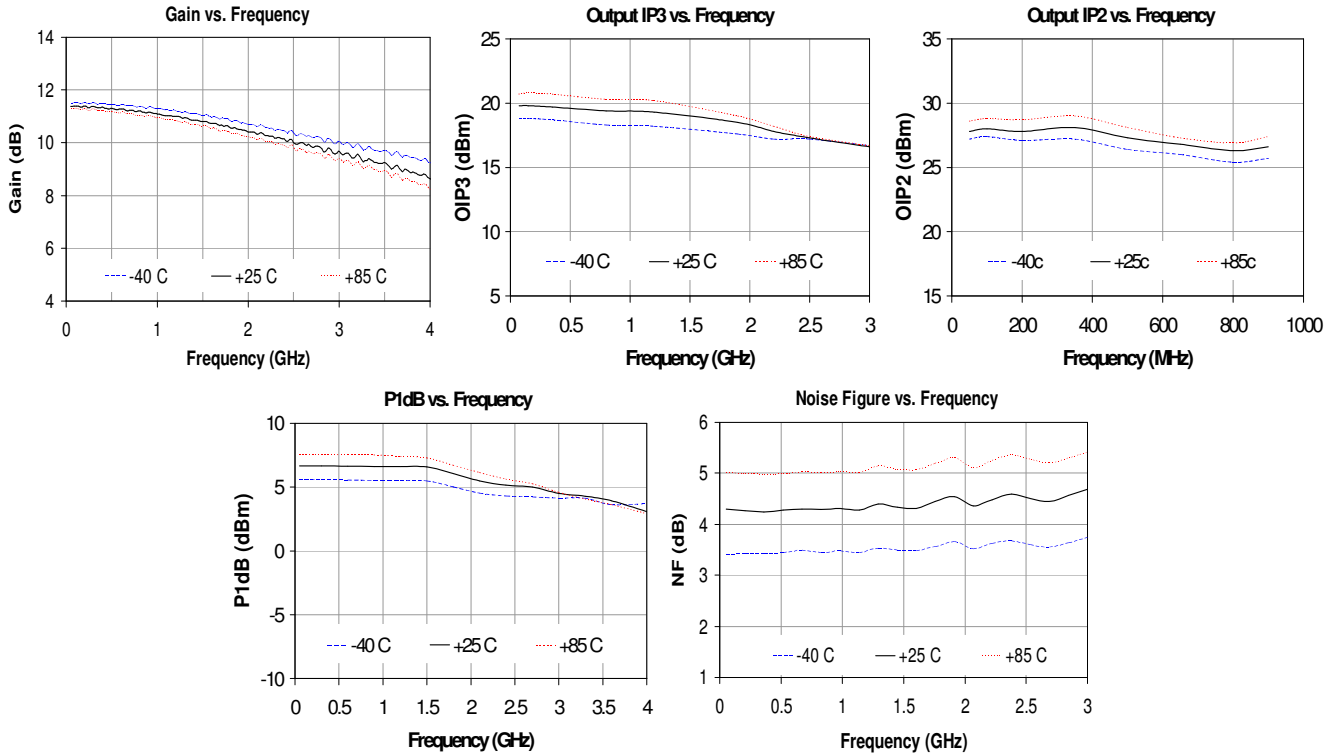 Gain vs. Frequency
14
12
10
8
6
4
Gain (dB)
-40 C +25 C +85 C
0 1 2 3 4
Frequency (GHz)
Output IP3 vs. Frequency
25
20
15
10
5
OIP3 (dBm)
-40 C +25 C +85 C
0 0.5 1 1.5 2 2.5 3
Frequency (GHz)
Output IP2 vs. Frequency
35
30
25
20
15
OIP2 (dBm)
-40c +25c +85c
0 200 400 600 800 1000
Frequency (MHz)
P1dB vs. Frequency
10
5
0
-5
-10
P1dB (dBm)
-40 C +25 C +85 C
0 0.5 1 1.5 2 2.5 3 3.5 4
Frequency (GHz)
Noise Figure vs. Frequency
6
5
4
3
2
1
NF (dB)
-40 C +25 C +85 C
0 0.5 1 1.5 2 2.5 3
Frequency (GHz)